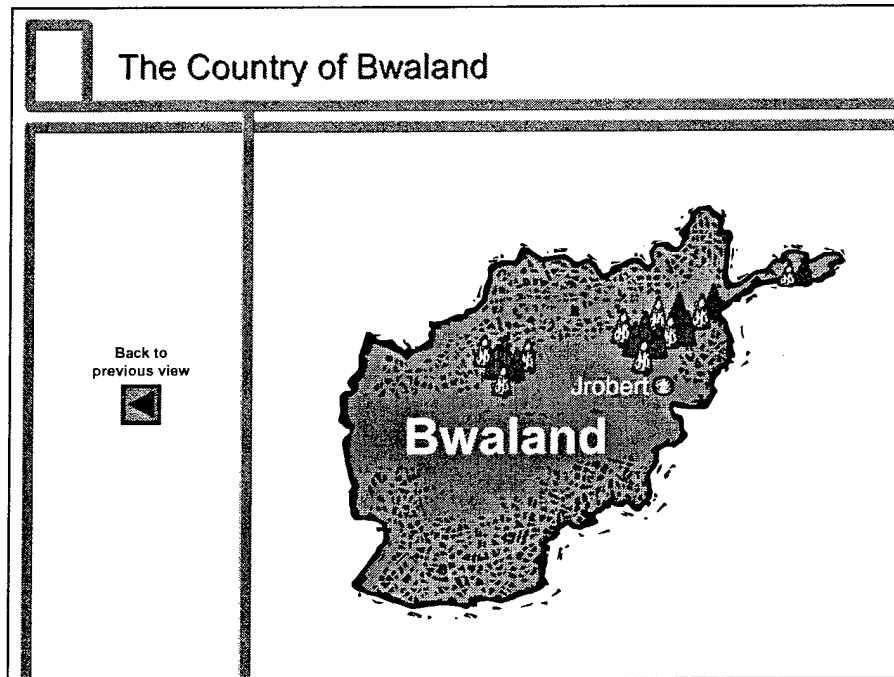 The Country of Bwaland
Back to
previous view
Jrobert
Bwaland